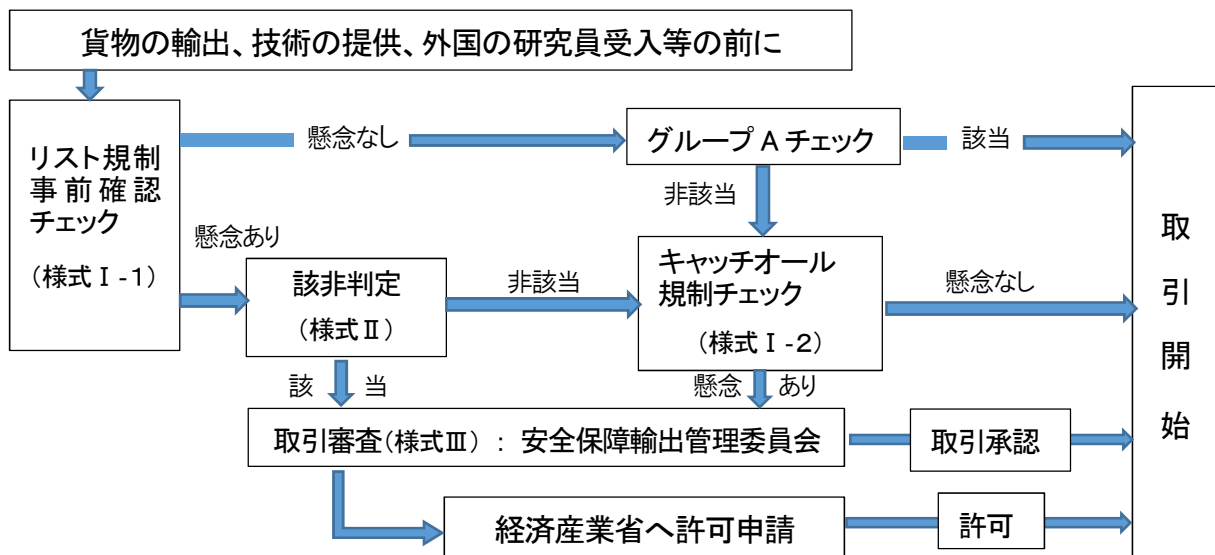 貨物の輸出、技術の提供、外国の研究員受入等の前に
リスト規制
事前確認
チェック
（様式Ⅰ-1）
懸念なし
グループAチェック
該当
非該当
懸念あり
該非判定
（様式Ⅱ）
非該当
キャッチオール
規制チェック
（様式Ⅰ-2）
懸念なし
該 当
懸念 あり
取引審査(様式Ⅲ)：安全保障輸出管理委員会
取引承認
経済産業省へ許可申請
許可
取引開始